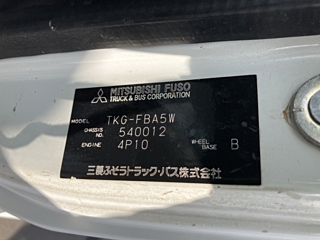 MITSUBISHI FUSO
TRUCK & BUS CORPORATION
MODEL TKG-FBA5W
CHASSIS NO. 540012
ENGINE 4P10 WHEEL BASE B
三菱ふそうトラック・バス株式会社